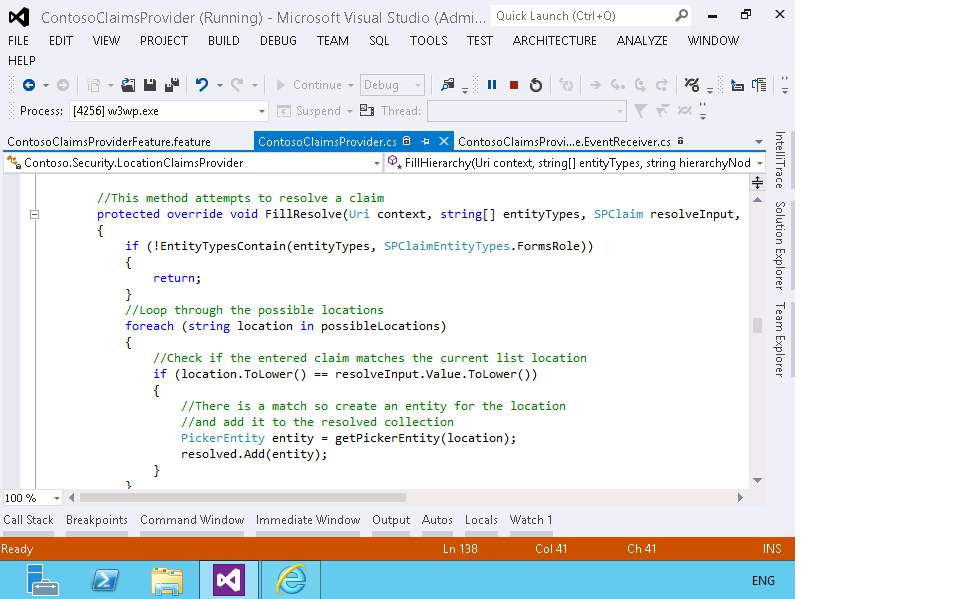 ContosoClaimsProvider (Running) - Microsoft Visual Studio (Admi... Quick Launch (Ctrl+Q)
FILE EDIT VIEW PROJECT BUILD DEBUG TEAM SQL TOOLS TEST ARCHITECTURE ANALYZE WINDOW
HELP
Continue Debug
Process: [4256] w3wp.exe Suspend Thread:
ContosoClaimsProviderFeature.feature ContosoClaimsProvider.cs ContosoClaimsProvi...e.EventReceiver.cs
Contoso.Security.LocationClaimsProvider FillHierarchy(Uri context, string[] entityTypes, string hierarchyNod
//This method attempts to resolve a claim
protected override void FillResolve(Uri context, string[] entityTypes, SPClaim resolveInput,
{
if (!EntityTypesContain(entityTypes, SPClaimEntityTypes.FormsRole))
{
return;
}
//Loop through the possible locations
foreach (string location in possibleLocations)
{
//Check if the entered claim matches the current list location
if (location.ToLower() == resolveInput.Value.ToLower())
{
//There is a match so create an entity for the location
//and add it to the resolved collection
PickerEntity entity = getPickerEntity(location);
resolved.Add(entity);
}
}
IntelliTrace
Solution Explorer
Team Explorer
100 %
Call Stack Breakpoints Command Window Immediate Window Output Autos Locals Watch 1
Ready Ln 138 Col 41 Ch 41 INS
ENG